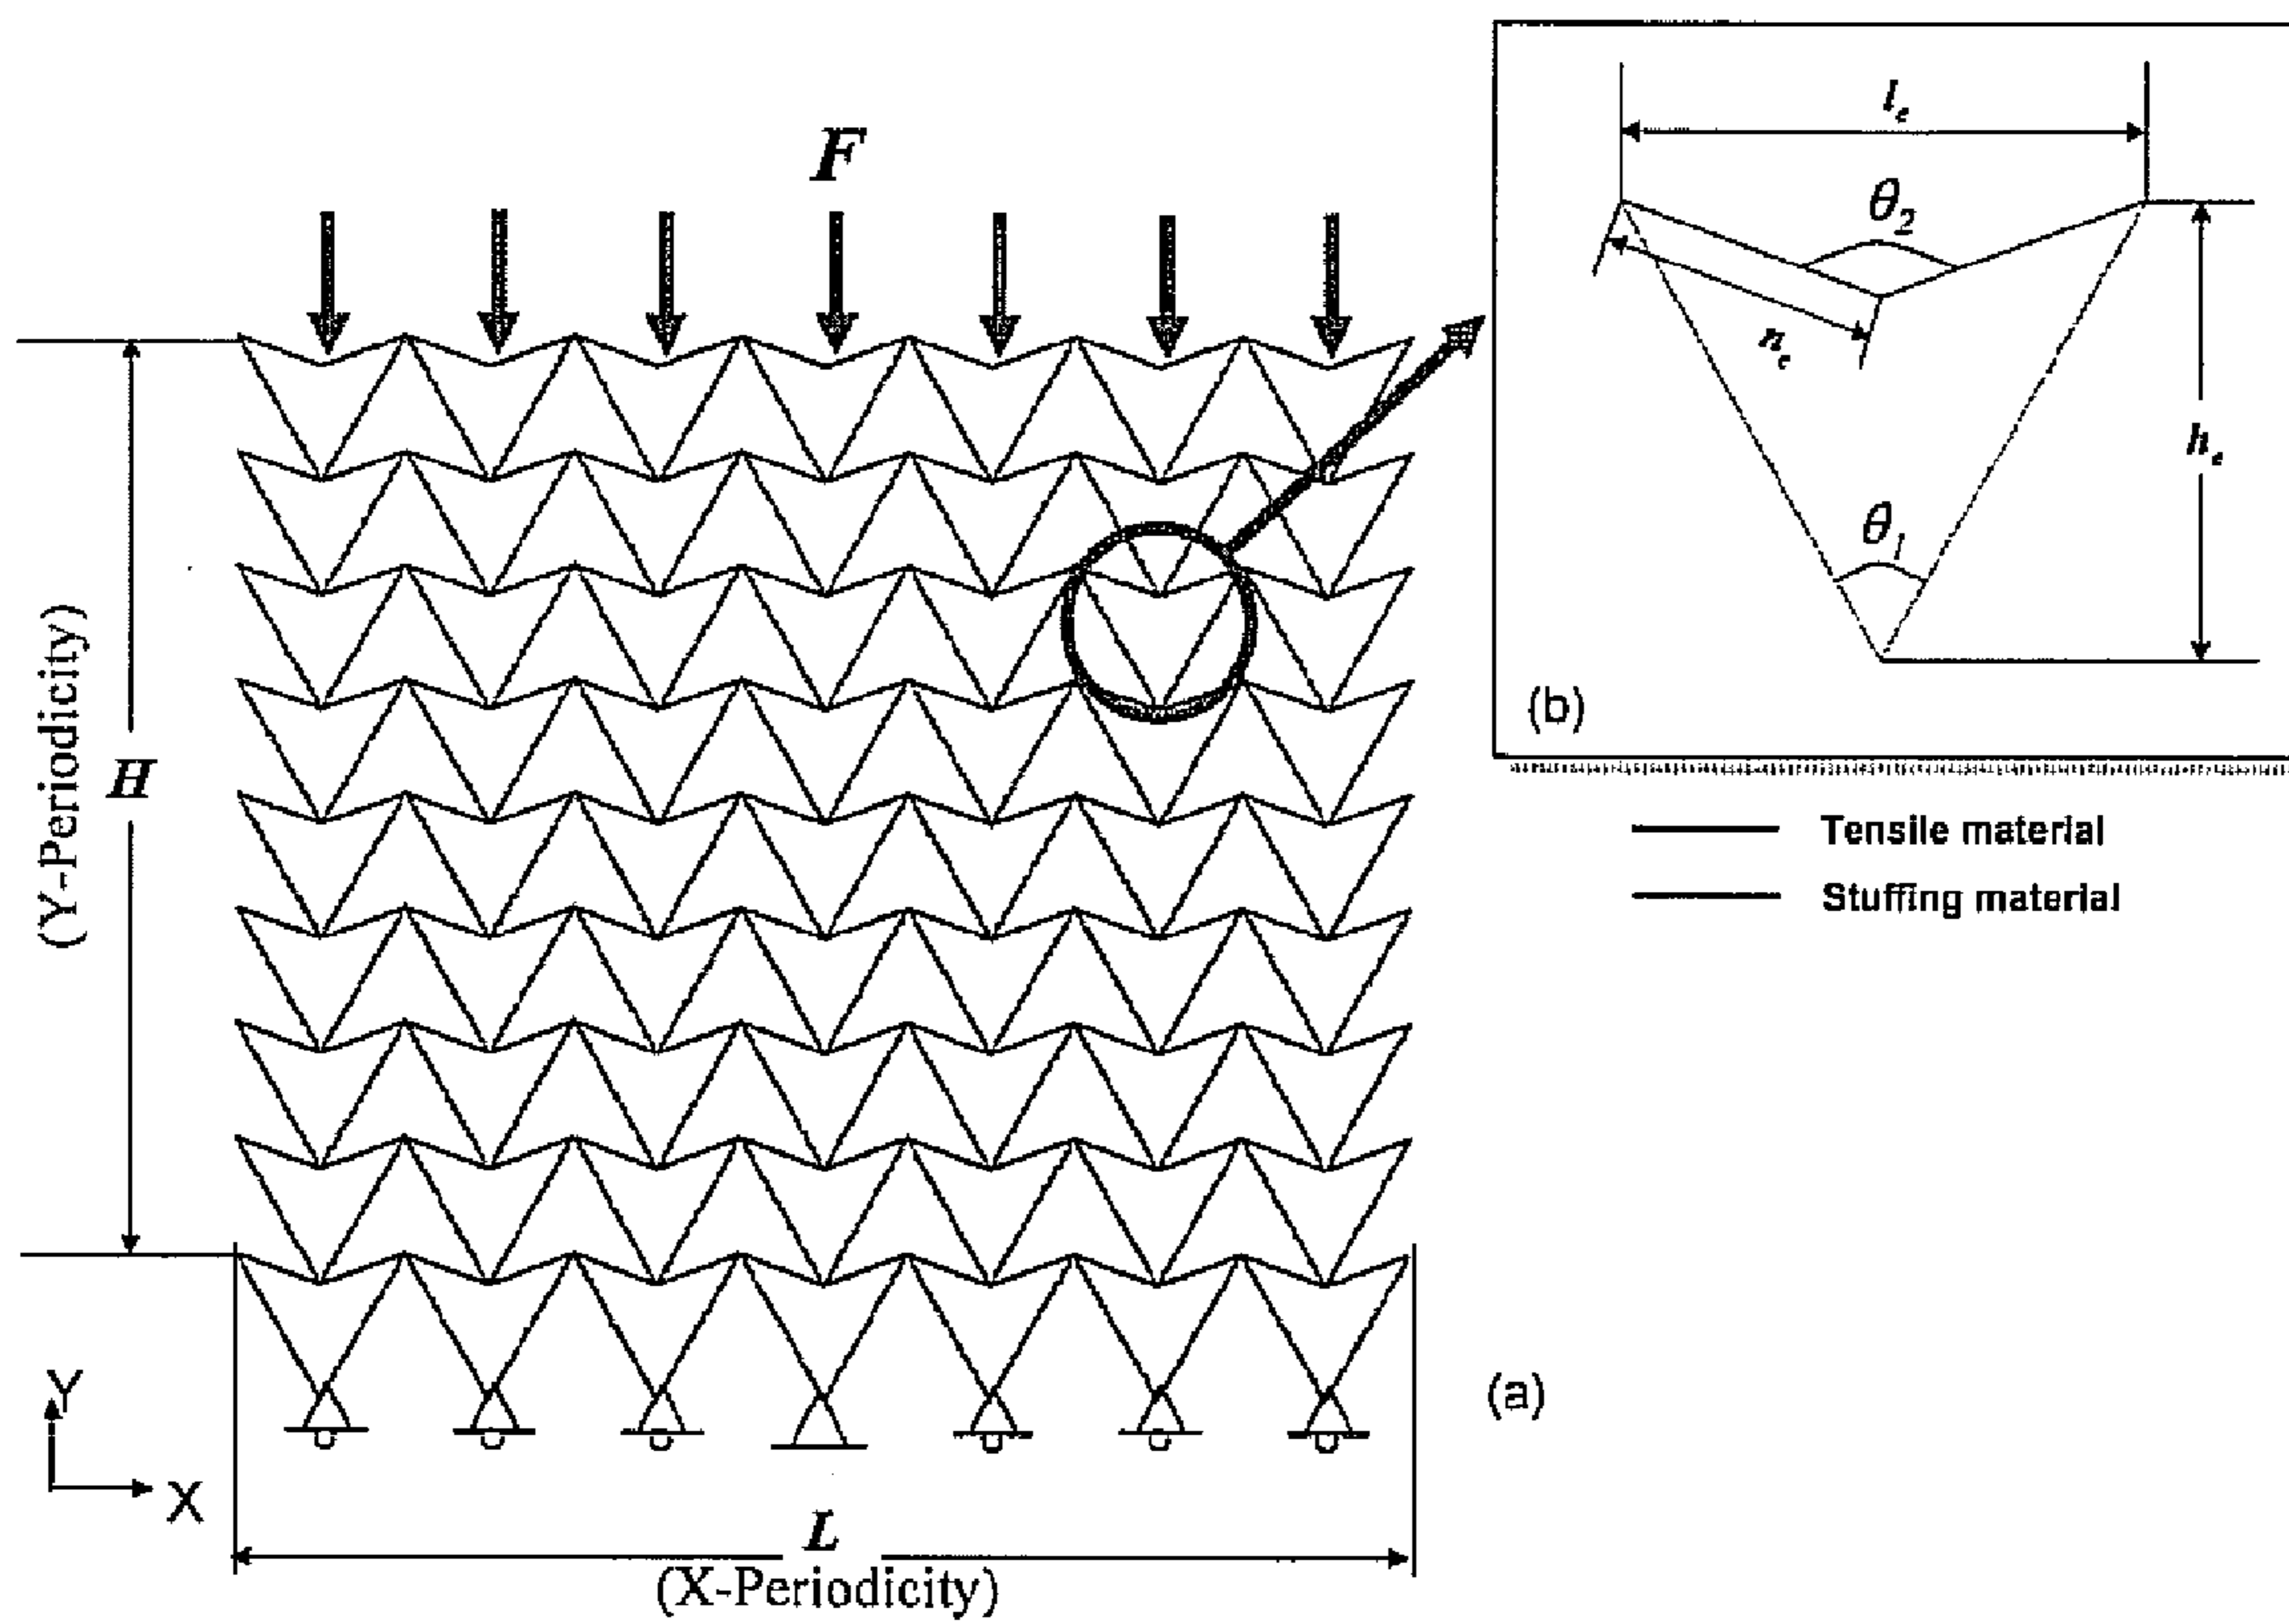 F
H
(Y-Periodicity)
Y
X
L
(X-Periodicity)
(a)
lₑ
θ₂
nₑ
hₑ
θ₁
(b)
Tensile material
Stuffing material